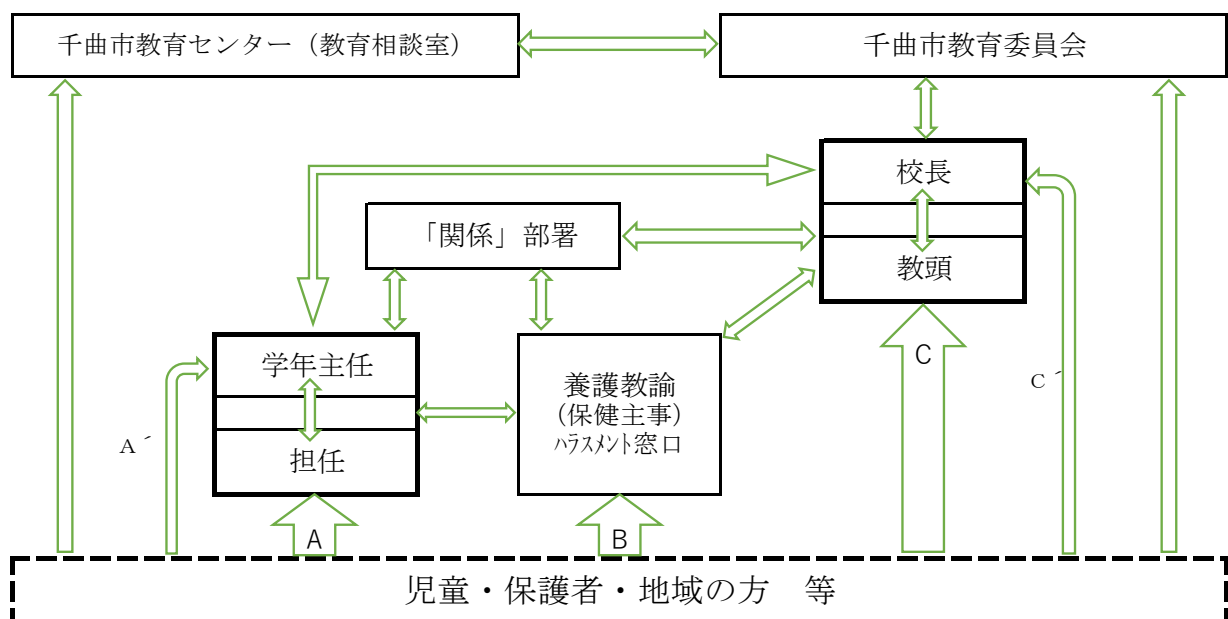 千曲市教育センター（教育相談室）
千曲市教育委員会
校長
「関係」部署
教頭
学年主任
養護教諭
（保健主事）
ﾊﾗｽﾒﾝﾄ窓口
担任
C
C´
A´
A
B
児童・保護者・地域の方　等